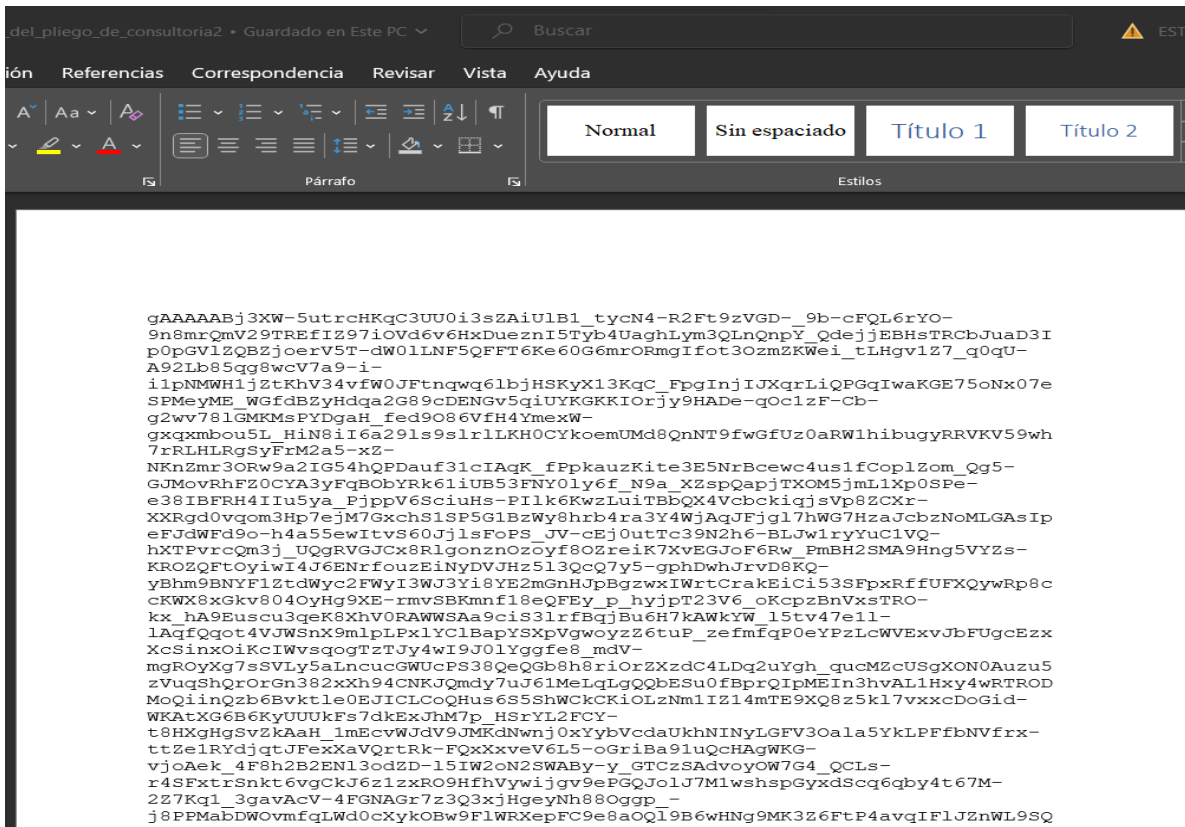 _del_pliego_de_consultoria2 • Guardado en Este PC
Buscar
EST
ión Referencias Correspondencia Revisar Vista Ayuda
Aa
Normal Sin espaciado Título 1 Título 2
Párrafo Estilos
gAAAAABj3XW-5utrcHKqC3UU0i3sZAiUlB1_tycN4-R2Ft9zVGD-_9b-cFQL6rYO-
9n8mrQmV29TREfIZ97iOVd6v6HxDueznI5Tyb4UaghLym3QLnQnpY_QdejjEBHsTRCbJuaD3I
p0pGVlZQBZjoerV5T-dW0lLNF5QFFT6Ke60G6mrORmgIfot3OzmZKWei_tLHgv1Z7_q0qU-
A92Lb85qg8wcV7a9-i-
i1pNMWH1jZtKhV34vfW0JFtnqwq6lbjHSKyX13KqC_FpgInjIJXqrLiQPGqIwaKGE75oNx07e
SPMeyME_WGfdBZyHdqa2G89cDENGv5qiUYKGKKIOrjy9HADe-qOc1zF-Cb-
g2wv78lGMKMsPYDgaH_fed9O86VfH4YmexW-
gxqxmbou5L_HiN8iI6a29ls9slrlLKH0CYkoemUMd8QnNT9fwGfUz0aRW1hibugyRRVKV59wh
7rRLHLRgSyFrM2a5-xZ-
NKnZmr3ORw9a2IG54hQPDauf31cIAqK_fPpkauzKite3E5NrBcewc4us1fCoplZom_Qg5-
GJMovRhFZ0CYA3yFqBObYRk61iUB53FNY0ly6f_N9a_XZspQapjTXOM5jmL1Xp0SPe-
e38IBFRH4IIu5ya_PjppV6SciuHs-PIlk6KwzLuiTBbQX4VcbckiqjsVp8ZCXr-
XXRgd0vqom3Hp7ejM7GxchS1SP5G1BzWy8hrb4ra3Y4WjAqJFjgl7hWG7HzaJcbzNoMLGAsIp
eFJdWFd9o-h4a55ewItvS60JjlsFoPS_JV-cEj0utTc39N2h6-BLJw1ryYuC1VQ-
hXTPvrcQm3j_UQgRVGJCx8RlgonznOzoyf8OZreiK7XvEGJoF6Rw_PmBH2SMA9Hng5VYZs-
KROZQFtOyiwI4J6ENrfouzEiNyDVJHz5l3QcQ7y5-gphDwhJrvD8KQ-
yBhm9BNYF1ZtdWyc2FWyI3WJ3Yi8YE2mGnHJpBgzwxIWrtCrakEiCi53SFpxRffUFXQywRp8c
cKWX8xGkv804OyHg9XE-rmvSBKmnf18eQFEy_p_hyjpT23V6_oKcpzBnVxsTRO-
kx_hA9Euscu3qeK8XhV0RAWWSAa9ciS3lrfBqjBu6H7kAWkYW_l5tv47e1l-
lAqfQqot4VJWSnX9mlpLPxlYClBapYSXpVgwoyzZ6tuP_zefmfqP0eYPzLcWVExvJbFUgcEzx
XcSinxOiKcIWvsqogTzTJy4wI9J0lYggfe8_mdV-
mgROyXg7sSVLy5aLncucGWUcPS38QeQGb8h8riOrZXzdC4LDq2uYgh_qucMZcUSgXON0Auzu5
zVuqShQrOrGn382xXh94CNKJQmdy7uJ61MeLqLgQQbESu0fBprQIpMEIn3hvAL1Hxy4wRTROD
MoQiinQzb6Bvktle0EJICLCoQHus6S5ShWCkCKiOLzNm1IZ14mTE9XQ8z5kl7vxxcDoGid-
WKAtXG6B6KyUUUkFs7dkExJhM7p_HSrYL2FCY-
t8HXgHgSvZkAaH_1mEcvWJdV9JMKdNwnj0xYybVcdaUkhNINyLGFV3Oala5YkLPFfbNVfrx-
ttZe1RYdjqtJFexXaVQrtRk-FQxXxveV6L5-oGriBa91uQcHAgWKG-
vjoAek_4F8h2B2ENl3odZD-l5IW2oN2SWABy-y_GTCzSAdvoyOW7G4_QCLs-
r4SFxtrSnkt6vgCkJ6z1zxRO9HfhVywijgv9ePGQJolJ7M1wshspGyxdScq6qby4t67M-
2Z7Kq1_3gavAcV-4FGNAGr7z3Q3xjHgeyNh88Oggp_-
j8PPMabDWOvmfqLWd0cXykOBw9FlWRXepFC9e8aOQl9B6wHNg9MK3Z6FtP4avqIFlJZnWL9SQ